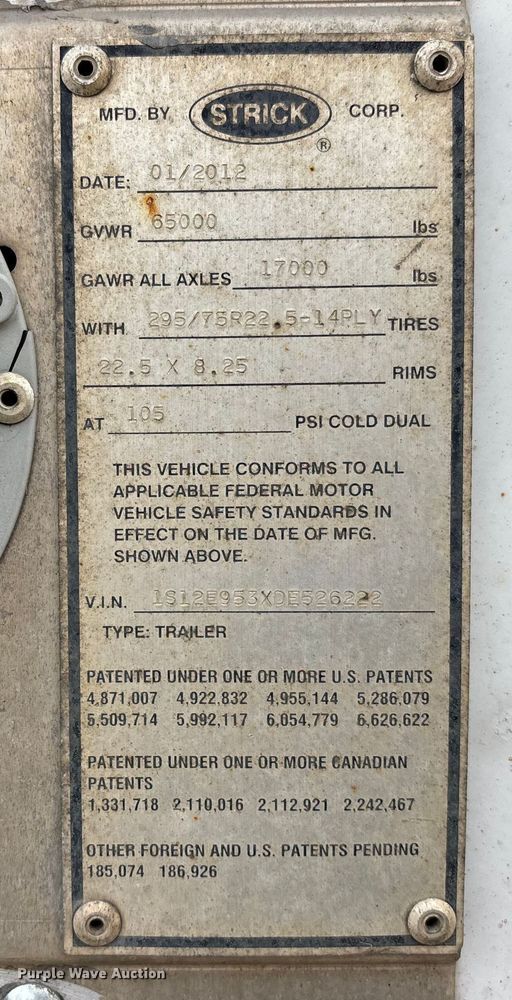 MFD. BY STRICK CORP.
®
DATE: 01/2012
GVWR 65000 lbs
GAWR ALL AXLES 17000 lbs
WITH 295/75R22.5-14PLY TIRES
22.5 X 8.25 RIMS
AT 105 PSI COLD DUAL
THIS VEHICLE CONFORMS TO ALL
APPLICABLE FEDERAL MOTOR
VEHICLE SAFETY STANDARDS IN
EFFECT ON THE DATE OF MFG.
SHOWN ABOVE.
V.I.N. 1S12E953XDE526222
TYPE: TRAILER
PATENTED UNDER ONE OR MORE U.S. PATENTS
4,871,007 4,922,832 4,955,144 5,286,079
5,509,714 5,992,117 6,054,779 6,626,622
PATENTED UNDER ONE OR MORE CANADIAN
PATENTS
1,331,718 2,110,016 2,112,921 2,242,467
OTHER FOREIGN AND U.S. PATENTS PENDING
185,074 186,926
Purple Wave Auction